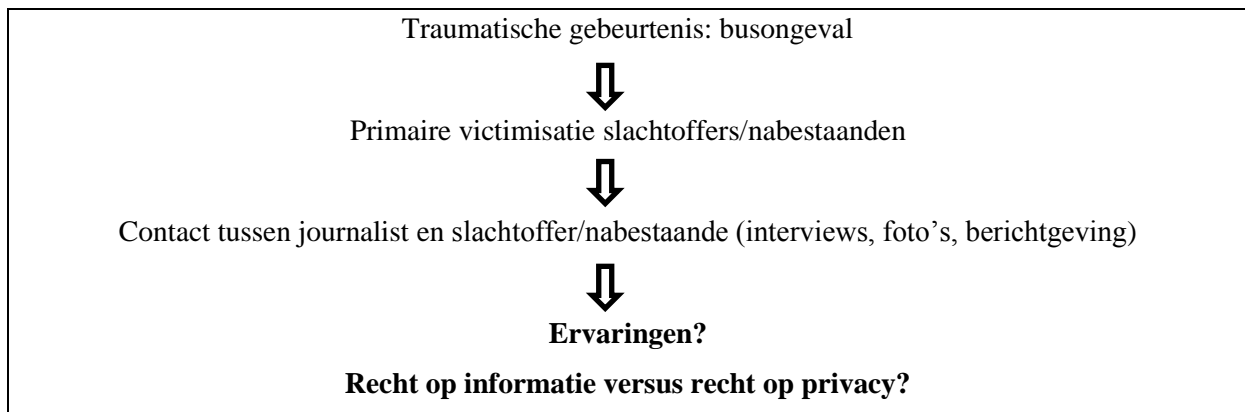 Traumatische gebeurtenis: busongeval
Primaire victimisatie slachtoffers/nabestaanden
Contact tussen journalist en slachtoffer/nabestaande (interviews, foto’s, berichtgeving)
Ervaringen?
Recht op informatie versus recht op privacy?